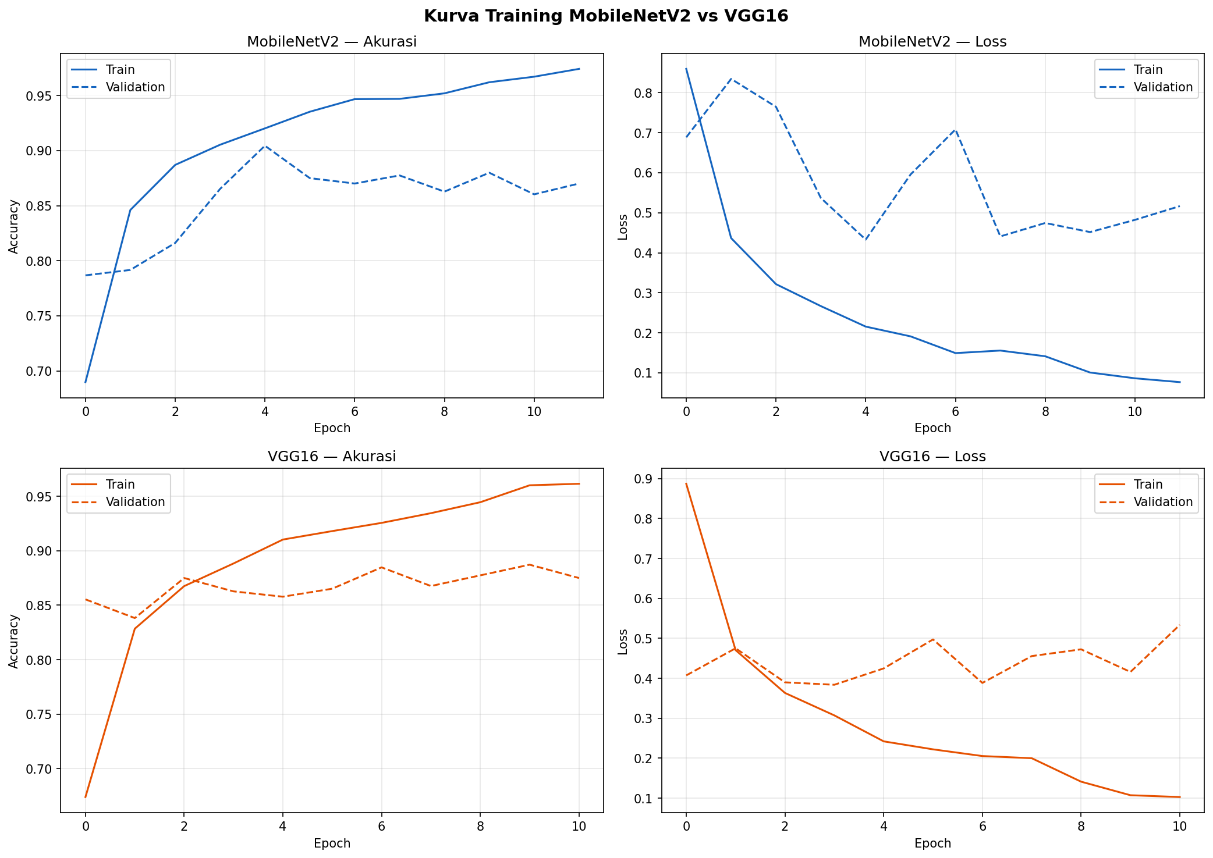 Kurva Training MobileNetV2 vs VGG16
MobileNetV2 — Akurasi
Train
Validation
0.95
0.90
0.85
0.80
0.75
0.70
Accuracy
0 2 4 6 8 10
Epoch
MobileNetV2 — Loss
Train
Validation
0.8
0.7
0.6
0.5
0.4
0.3
0.2
0.1
Loss
0 2 4 6 8 10
Epoch
VGG16 — Akurasi
Train
Validation
0.95
0.90
0.85
0.80
0.75
0.70
Accuracy
0 2 4 6 8 10
Epoch
VGG16 — Loss
Train
Validation
0.9
0.8
0.7
0.6
0.5
0.4
0.3
0.2
0.1
Loss
0 2 4 6 8 10
Epoch